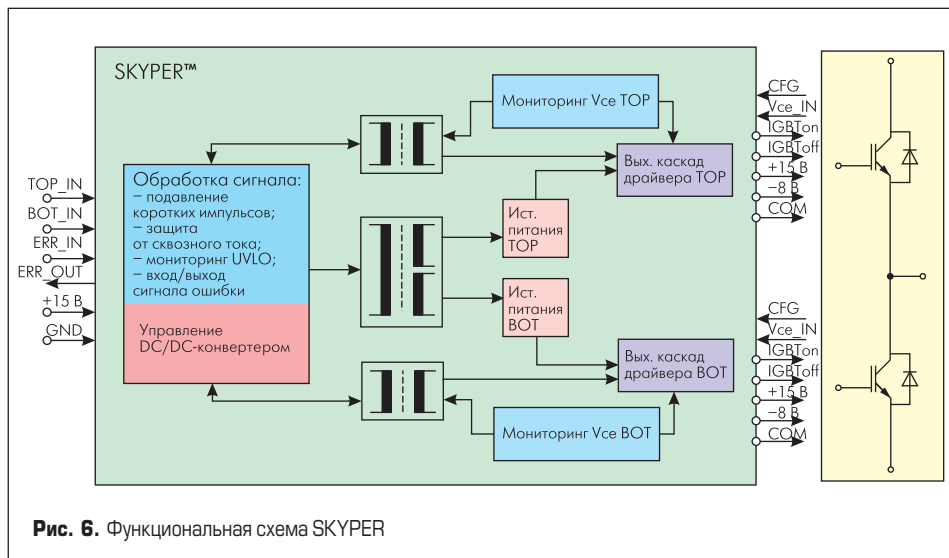 SKYPER™
TOP_IN
BOT_IN
ERR_IN
ERR_OUT
+15 В
GND
Обработка сигнала:
– подавление
коротких импульсов;
– защита
от сквозного тока;
– мониторинг UVLO;
– вход/выход
сигнала ошибки
Управление
DC/DC-конвертером
Мониторинг Vce TOP
Вых. каскад
драйвера TOP
Ист.
питания
TOP
Ист.
питания
BOT
Вых. каскад
драйвера BOT
Мониторинг Vce BOT
CFG
Vce_IN
IGBTon
IGBToff
+15 В
–8 В
COM
CFG
Vce_IN
IGBTon
IGBToff
+15 В
–8 В
COM
Рис. 6. Функциональная схема SKYPER